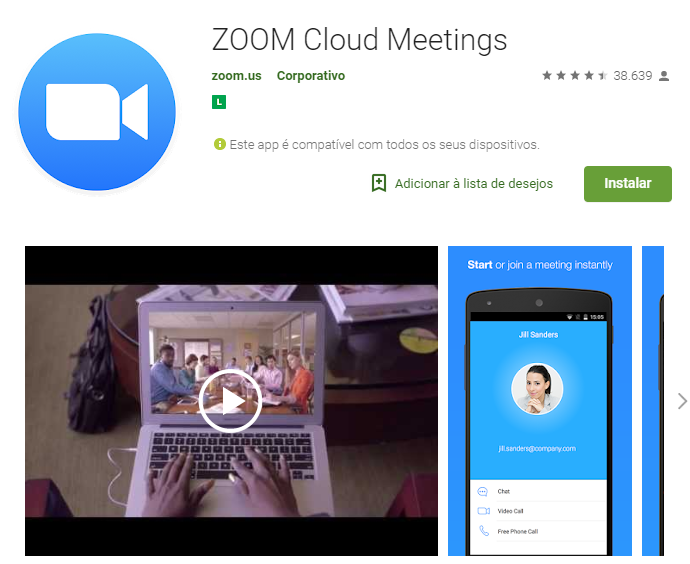 ZOOM Cloud Meetings
zoom.us Corporativo 38.639
L
Este app é compatível com todos os seus dispositivos.
Adicionar à lista de desejos Instalar
Start or join a meeting instantly
15:05
Jill Sanders
jill.sanders@company.com
Chat
Video Call
Free Phone Call